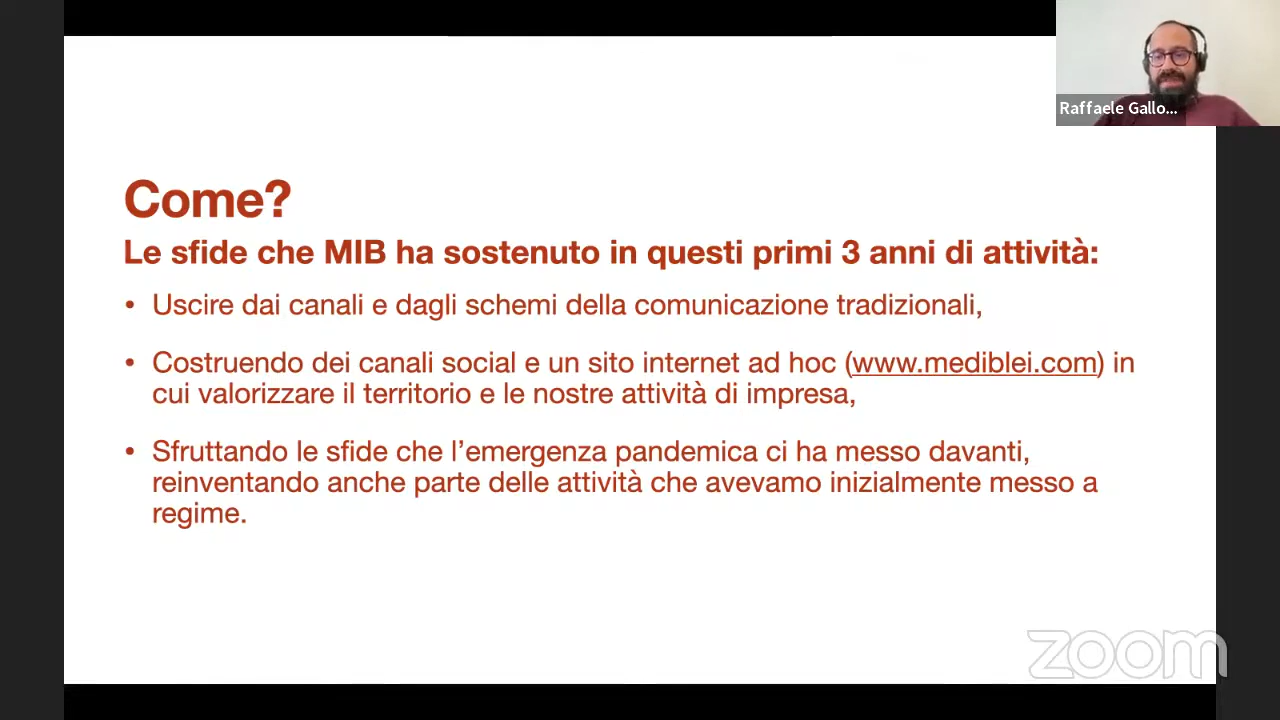 Raffaele Gallo...
Come?
Le sfide che MIB ha sostenuto in questi primi 3 anni di attività:
• Uscire dai canali e dagli schemi della comunicazione tradizionali,
• Costruendo dei canali social e un sito internet ad hoc (www.mediblei.com) in
cui valorizzare il territorio e le nostre attività di impresa,
• Sfruttando le sfide che l’emergenza pandemica ci ha messo davanti,
reinventando anche parte delle attività che avevamo inizialmente messo a
regime.
zoom